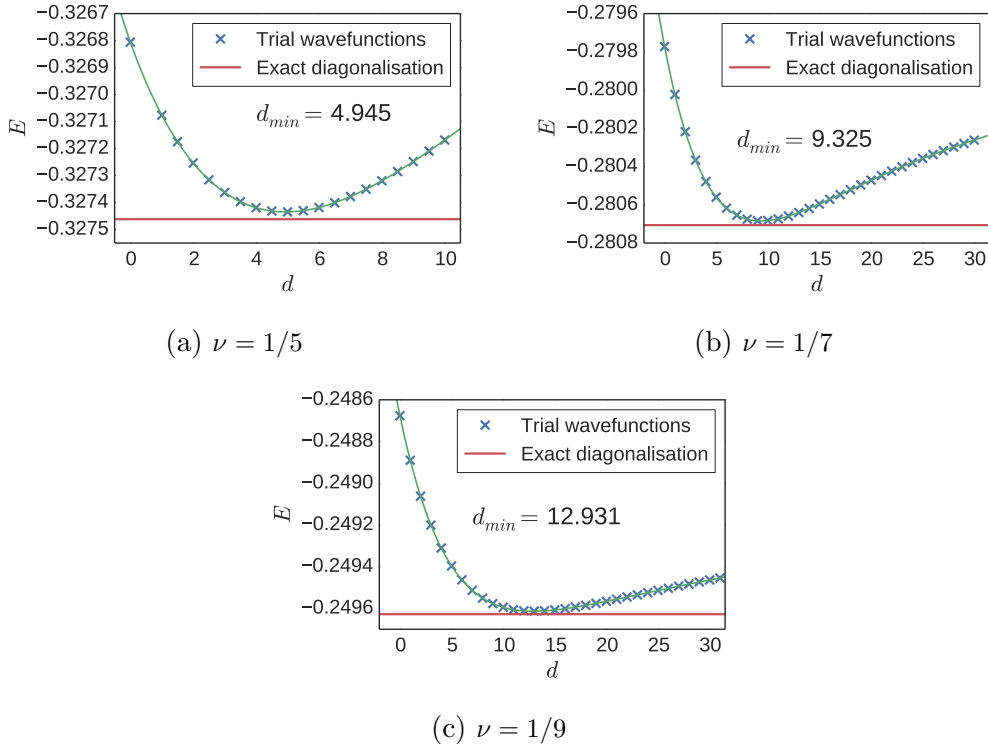 −0.3267
−0.3268
−0.3269
−0.3270
−0.3271
−0.3272
−0.3273
−0.3274
−0.3275
E
0 2 4 6 8 10
d
Trial wavefunctions
Exact diagonalisation
d_min = 4.945
(a) ν = 1/5
−0.2796
−0.2798
−0.2800
−0.2802
−0.2804
−0.2806
−0.2808
E
0 5 10 15 20 25 30
d
Trial wavefunctions
Exact diagonalisation
d_min = 9.325
(b) ν = 1/7
−0.2486
−0.2488
−0.2490
−0.2492
−0.2494
−0.2496
E
0 5 10 15 20 25 30
d
Trial wavefunctions
Exact diagonalisation
d_min = 12.931
(c) ν = 1/9